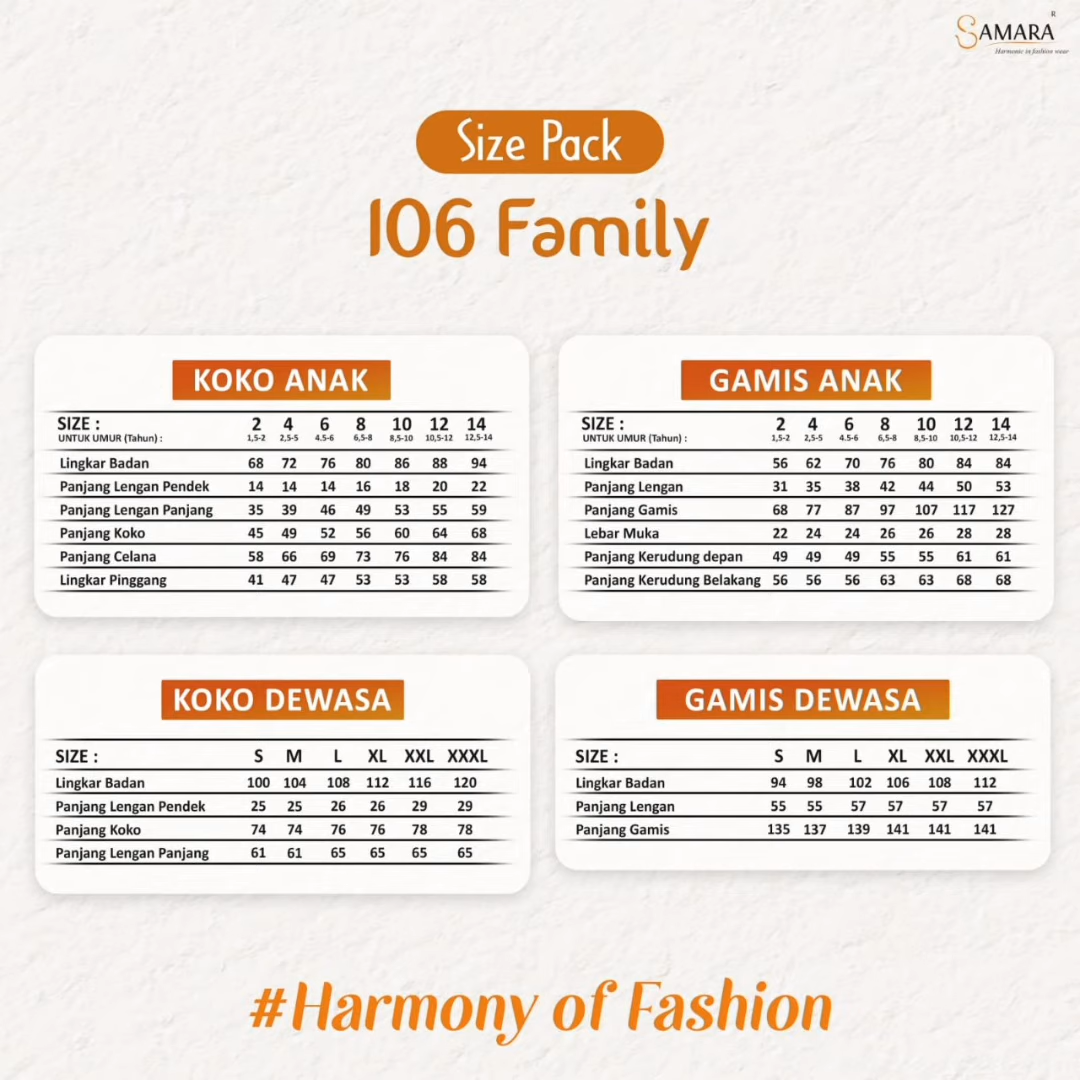 SAMARA R
Harmonic in fashion wear
Size Pack
106 Family
KOKO ANAK
SIZE : 2 4 6 8 10 12 14
UNTUK UMUR (Tahun) : 1,5-2 2,5-5 4.5-6 6,5-8 8,5-10 10,5-12 12,5-14
Lingkar Badan 68 72 76 80 86 88 94
Panjang Lengan Pendek 14 14 14 16 18 20 22
Panjang Lengan Panjang 35 39 46 49 53 55 59
Panjang Koko 45 49 52 56 60 64 68
Panjang Celana 58 66 69 73 76 84 84
Lingkar Pinggang 41 47 47 53 53 58 58
GAMIS ANAK
SIZE : 2 4 6 8 10 12 14
UNTUK UMUR (Tahun) : 1,5-2 2,5-5 4.5-6 6,5-8 8,5-10 10,5-12 12,5-14
Lingkar Badan 56 62 70 76 80 84 84
Panjang Lengan 31 35 38 42 44 50 53
Panjang Gamis 68 77 87 97 107 117 127
Lebar Muka 22 24 24 26 26 28 28
Panjang Kerudung depan 49 49 49 55 55 61 61
Panjang Kerudung Belakang 56 56 56 63 63 68 68
KOKO DEWASA
SIZE : S M L XL XXL XXXL
Lingkar Badan 100 104 108 112 116 120
Panjang Lengan Pendek 25 25 26 26 29 29
Panjang Koko 74 74 76 76 78 78
Panjang Lengan Panjang 61 61 65 65 65 65
GAMIS DEWASA
SIZE : S M L XL XXL XXXL
Lingkar Badan 94 98 102 106 108 112
Panjang Lengan 55 55 57 57 57 57
Panjang Gamis 135 137 139 141 141 141
#Harmony of Fashion